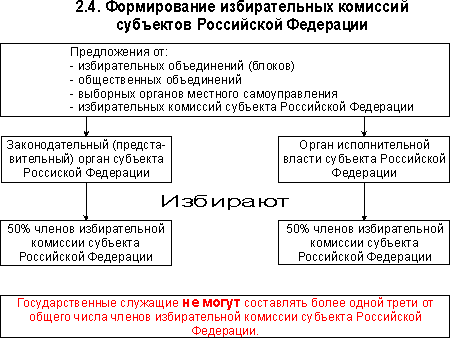 2.4. Формирование избирательных комиссий
субъектов Российской Федерации
Предложения от:
- избирательных объединений (блоков)
- общественных объединений
- выборных органов местного самоуправления
- избирательных комиссий субъекта Российской Федерации
Законодательный (предста-
вительный) орган субъекта
Россиской Федерации
Орган исполнительной
власти субъекта Российской
Федерации
Избирают
50% членов избирательной
комиссии субъекта
Российской Федерации
50% членов избирательной
комиссии субъекта
Российской Федерации
Государственные служащие не могут составлять более одной трети от
общего числа членов избирательной комиссии субъекта Российской
Федерации.